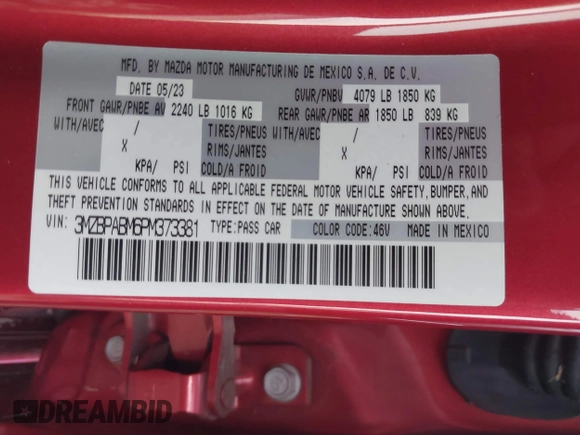 MFD. BY MAZDA MOTOR MANUFACTURING DE MEXICO S.A. DE C.V.
DATE 05/23 GVWR/PNBV 4079 LB 1850 KG
FRONT GAWR/PNBE AV 2240 LB 1016 KG REAR GAWR/PNBE AR 1850 LB 839 KG
WITH/AVEC / TIRES/PNEUS WITH/AVEC / TIRES/PNEUS
X RIMS/JANTES X RIMS/JANTES
KPA/ PSI COLD/A FROID KPA/ PSI COLD/A FROID
THIS VEHICLE CONFORMS TO ALL APPLICABLE FEDERAL MOTOR VEHICLE SAFETY, BUMPER, AND
THEFT PREVENTION STANDARDS IN EFFECT ON THE DATE OF MANUFACTURE SHOWN ABOVE.
VIN: 3MZBPABM6PM373381 TYPE: PASS CAR COLOR CODE: 46V MADE IN MEXICO
DREAMBID